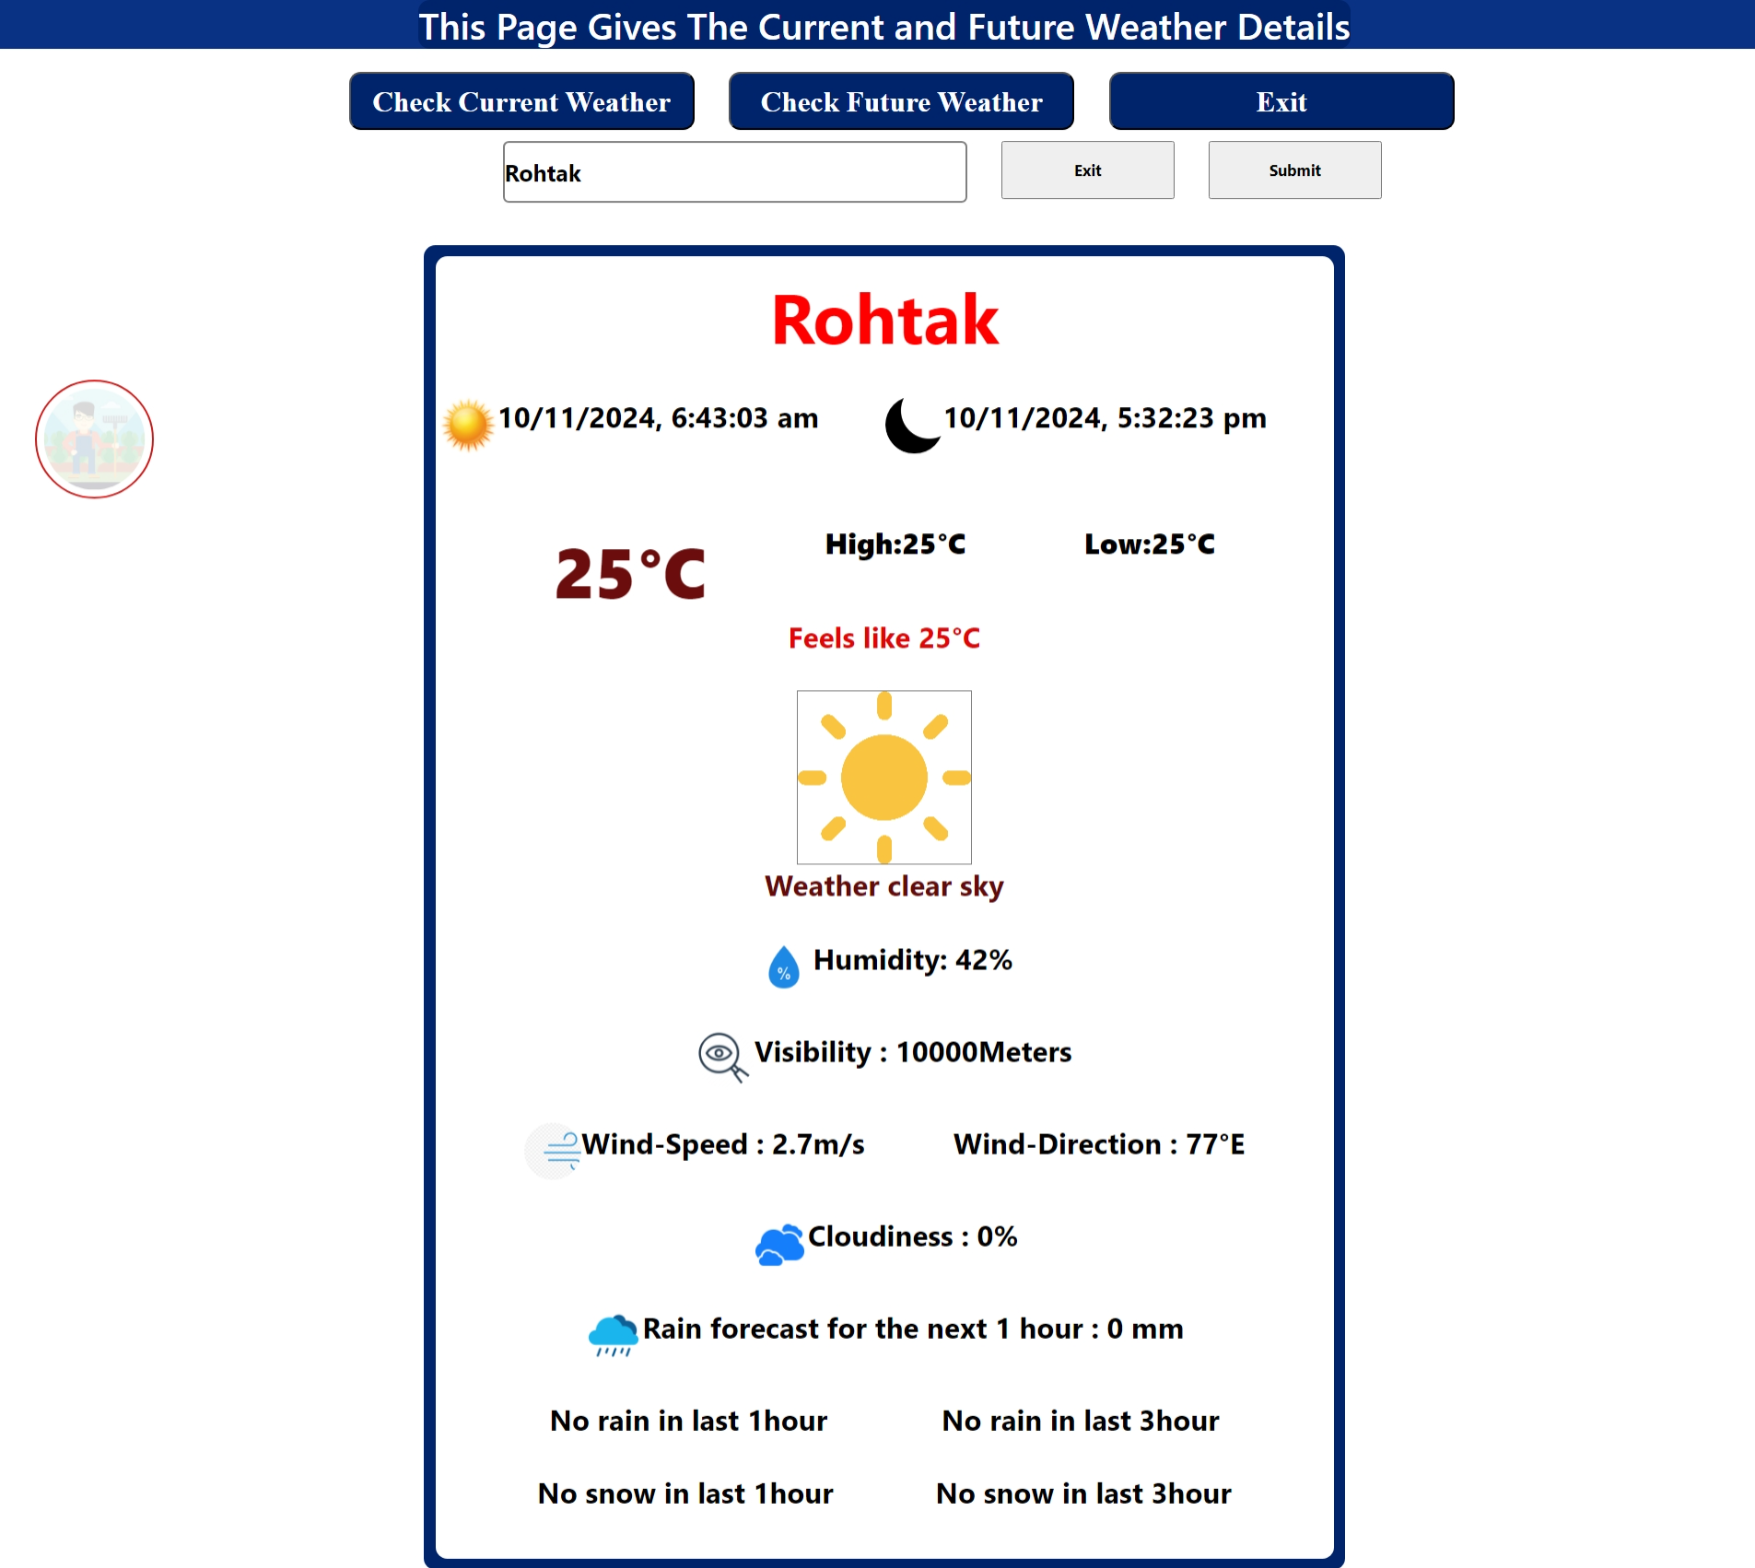 This Page Gives The Current and Future Weather Details
Check Current Weather Check Future Weather Exit
Rohtak Exit Submit
Rohtak
10/11/2024, 6:43:03 am 10/11/2024, 5:32:23 pm
25°C High:25°C Low:25°C
Feels like 25°C
Weather clear sky
% Humidity: 42%
Visibility : 10000Meters
Wind-Speed : 2.7m/s Wind-Direction : 77°E
Cloudiness : 0%
Rain forecast for the next 1 hour : 0 mm
No rain in last 1hour No rain in last 3hour
No snow in last 1hour No snow in last 3hour